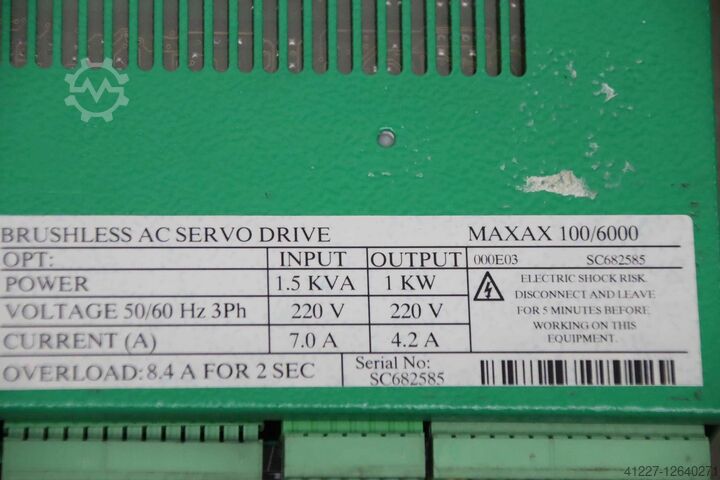 BRUSHLESS AC SERVO DRIVE MAXAX 100/6000
OPT: INPUT OUTPUT 000E03 SC682585
POWER 1.5 KVA 1 KW
VOLTAGE 50/60 Hz 3Ph 220 V 220 V
CURRENT (A) 7.0 A 4.2 A
ELECTRIC SHOCK RISK
DISCONNECT AND LEAVE
FOR 5 MINUTES BEFORE
WORKING ON THIS
EQUIPMENT.
OVERLOAD: 8.4 A FOR 2 SEC
Serial No:
SC682585
41227-12640271